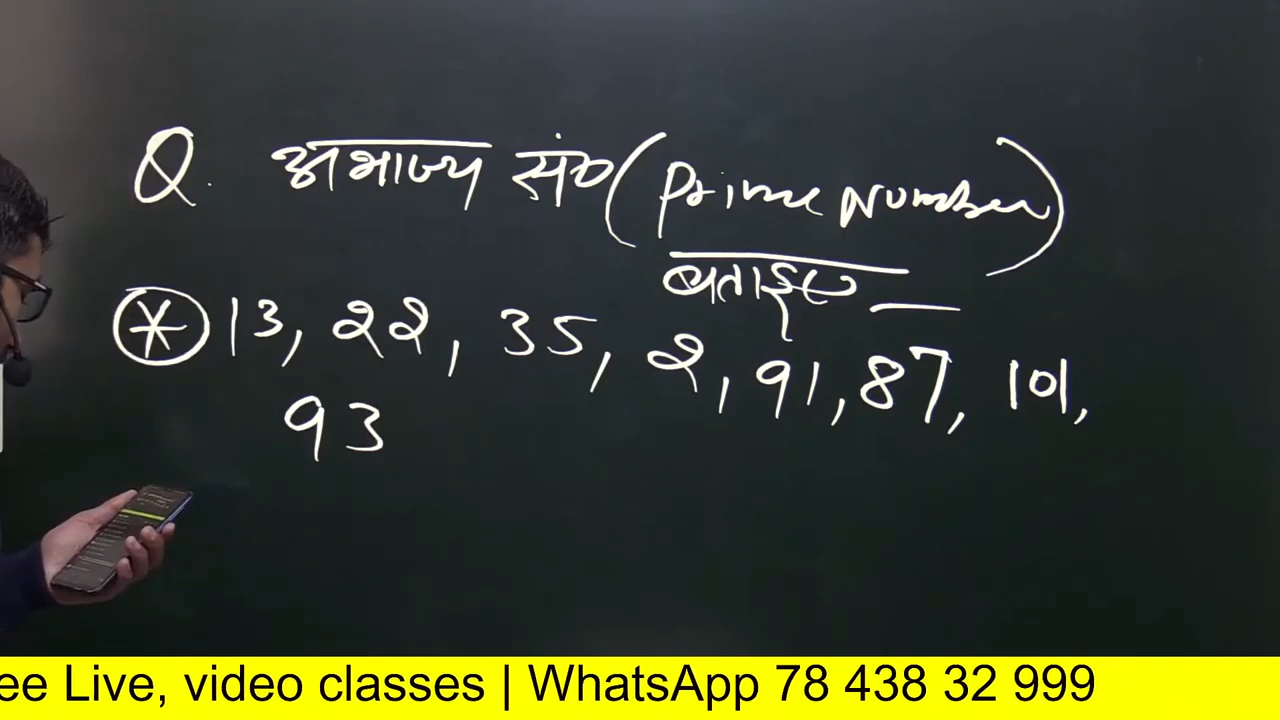 Q. अभाज्य सं० (Prime Number)
बताइए —
* 13, 22, 35, 2, 91, 87, 101,
93
ee Live, video classes | WhatsApp 78 438 32 999